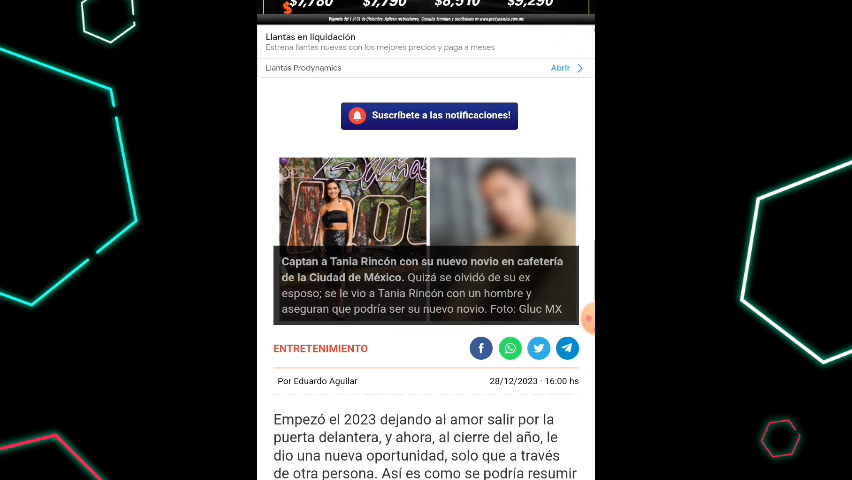 $7,780 $7,790 $8,510 $9,290
Llantas en liquidación
Estrena llantas nuevas con los mejores precios y paga a meses
Llantas Prodynamics
Abrir
Suscríbete a las notificaciones!
Captan a Tania Rincón con su nuevo novio en cafetería
de la Ciudad de México. Quizá se olvidó de su ex
esposo; se le vio a Tania Rincón con un hombre y
aseguran que podría ser su nuevo novio. Foto: Gluc MX
ENTRETENIMIENTO
Por Eduardo Aguilar 28/12/2023 · 16:00 hs
Empezó el 2023 dejando al amor salir por la
puerta delantera, y ahora, al cierre del año, le
dio una nueva oportunidad, solo que a través
de otra persona. Así es como se podría resumir